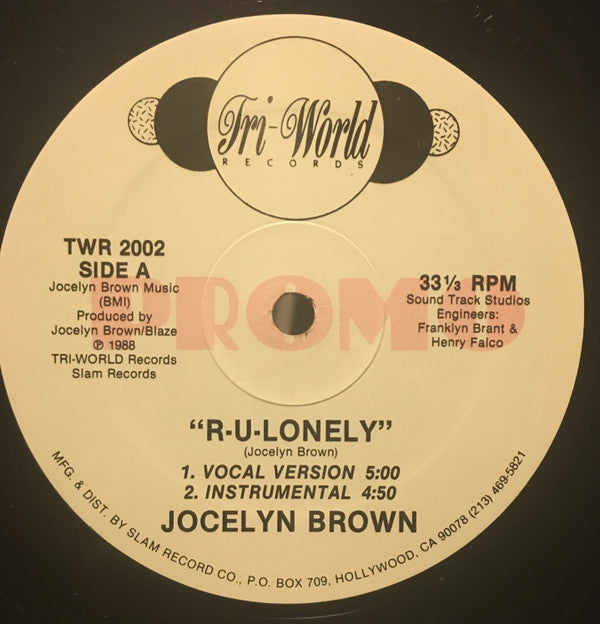 Tri-World
RECORDS
TWR 2002
SIDE A
Jocelyn Brown Music
(BMI)
Produced by
Jocelyn Brown/Blaze
℗ 1988
TRI-WORLD Records
Slam Records
PROMO
33⅓ RPM
Sound Track Studios
Engineers:
Franklyn Brant &
Henry Falco
"R-U-LONELY"
(Jocelyn Brown)
1. VOCAL VERSION 5:00
2. INSTRUMENTAL 4:50
JOCELYN BROWN
MFG. & DIST. BY SLAM RECORD CO., P.O. BOX 709, HOLLYWOOD, CA 90078 (213) 469-5821